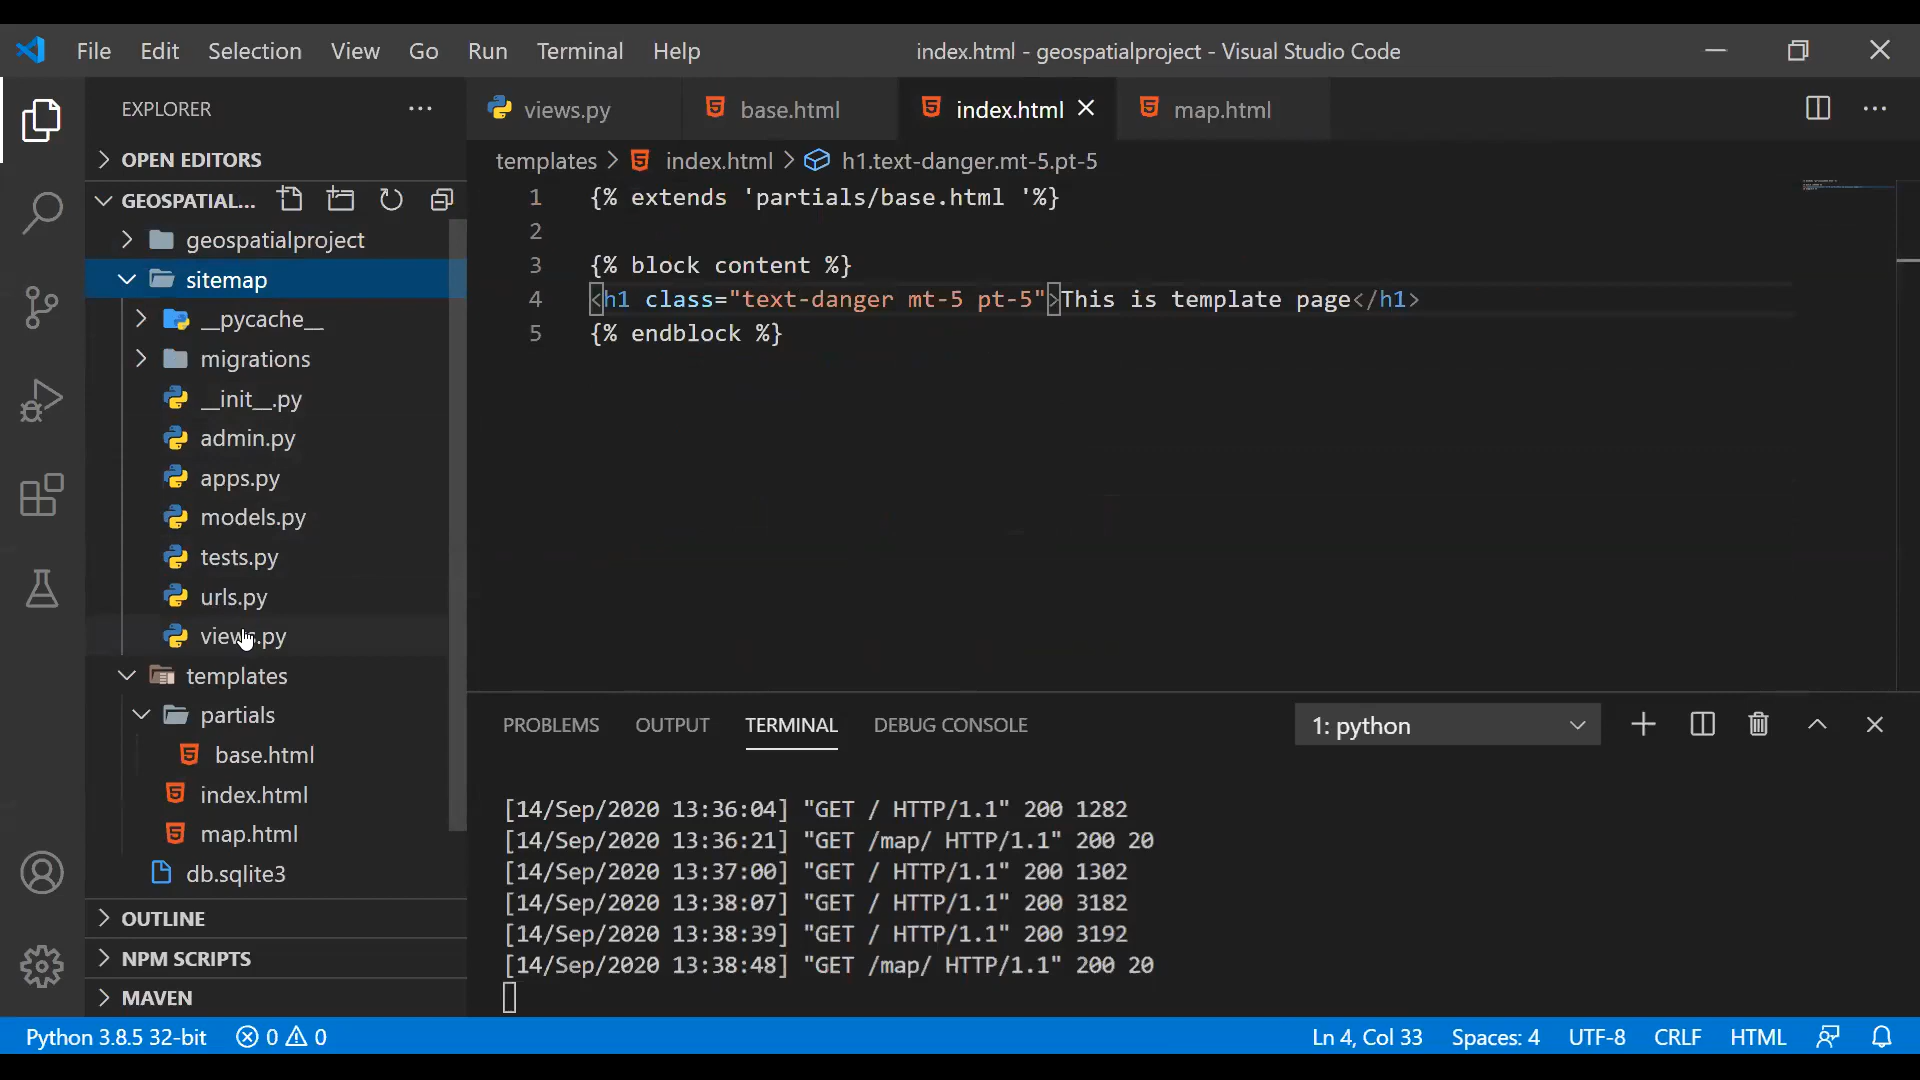 File Edit Selection View Go Run Terminal Help index.html - geospatialproject - Visual Studio Code
EXPLORER
OPEN EDITORS
GEOSPATIAL...
geospatialproject
sitemap
__pycache__
migrations
__init__.py
admin.py
apps.py
models.py
tests.py
urls.py
views.py
templates
partials
base.html
index.html
map.html
db.sqlite3
OUTLINE
NPM SCRIPTS
MAVEN
views.py base.html index.html map.html
templates > index.html > h1.text-danger.mt-5.pt-5
1 {% extends 'partials/base.html '%}
2
3 {% block content %}
4 <h1 class="text-danger mt-5 pt-5">This is template page</h1>
5 {% endblock %}
PROBLEMS OUTPUT TERMINAL DEBUG CONSOLE 1: python
[14/Sep/2020 13:36:04] "GET / HTTP/1.1" 200 1282
[14/Sep/2020 13:36:21] "GET /map/ HTTP/1.1" 200 20
[14/Sep/2020 13:37:00] "GET / HTTP/1.1" 200 1302
[14/Sep/2020 13:38:07] "GET / HTTP/1.1" 200 3182
[14/Sep/2020 13:38:39] "GET / HTTP/1.1" 200 3192
[14/Sep/2020 13:38:48] "GET /map/ HTTP/1.1" 200 20
Python 3.8.5 32-bit 0 0 Ln 4, Col 33 Spaces: 4 UTF-8 CRLF HTML